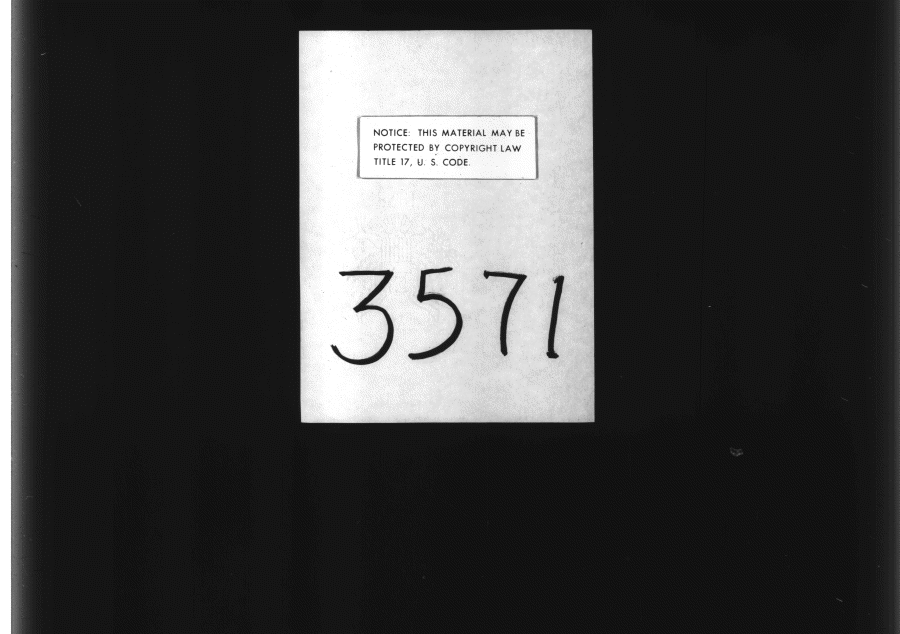 NOTICE: THIS MATERIAL MAY BE
PROTECTED BY COPYRIGHT LAW
TITLE 17, U. S. CODE.
3571